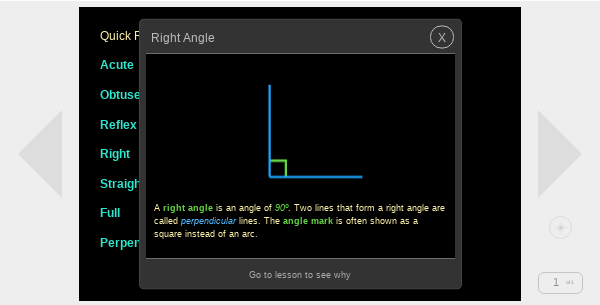 Quick F
Right Angle
X
Acute
Obtuse
Reflex
Right
Straigh
Full
Perpen
A right angle is an angle of 90º. Two lines that form a right angle are
called perpendicular lines. The angle mark is often shown as a
square instead of an arc.
Go to lesson to see why
1